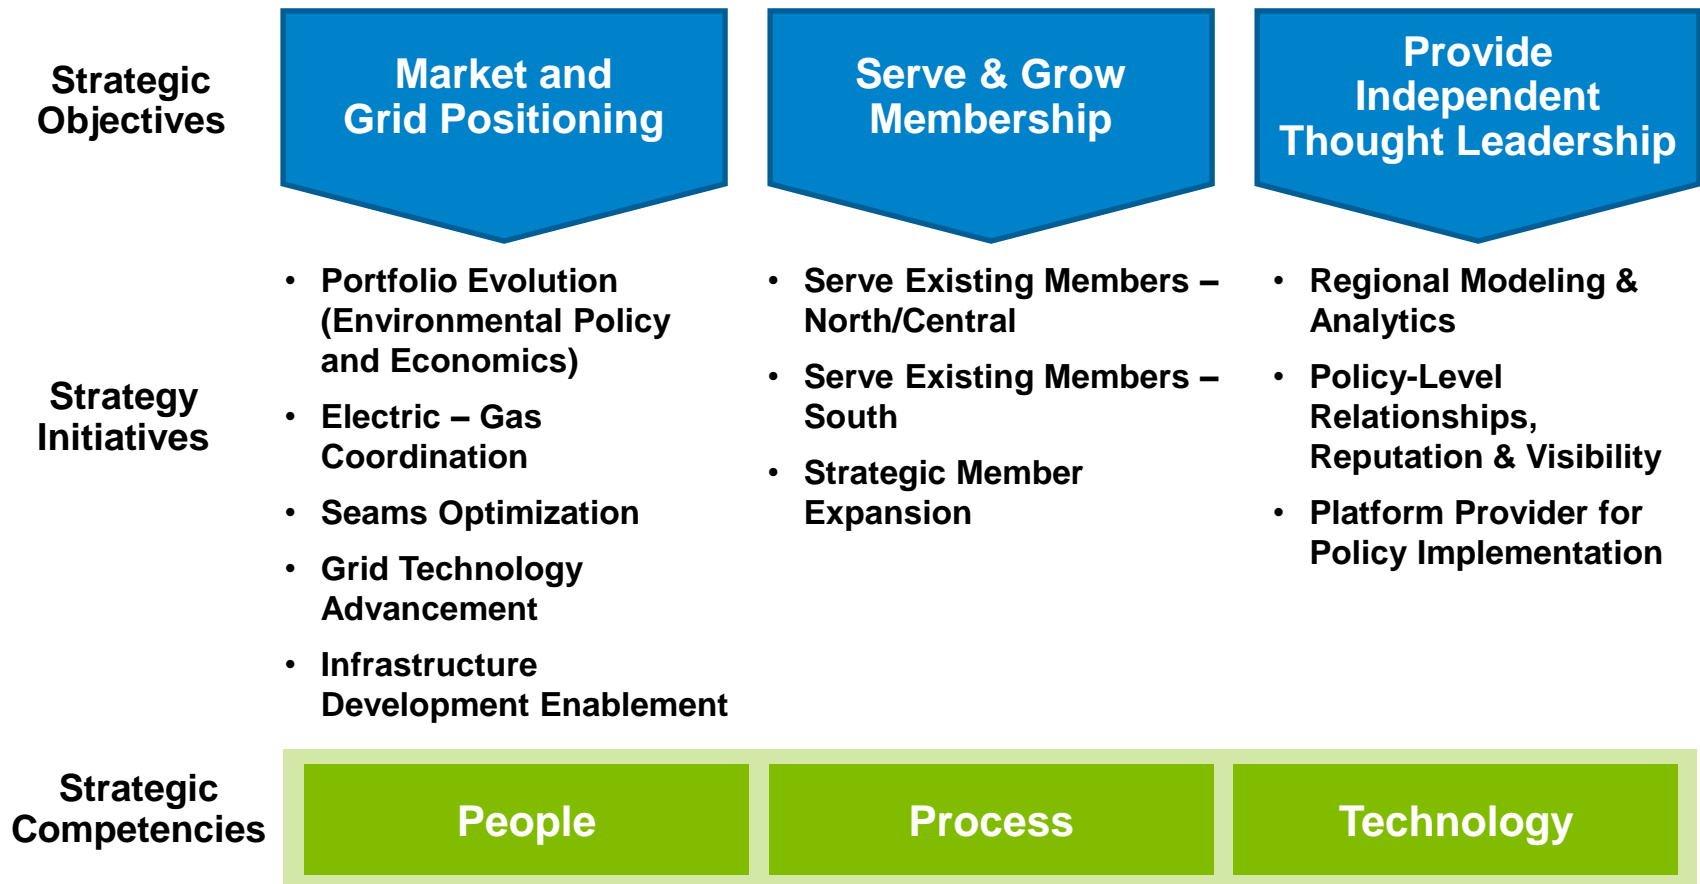 Strategic
Objectives
Market and
Grid Positioning
Serve & Grow
Membership
Provide
Independent
Thought Leadership
Strategy
Initiatives
• Portfolio Evolution
(Environmental Policy
and Economics)
• Electric – Gas
Coordination
• Seams Optimization
• Grid Technology
Advancement
• Infrastructure
Development Enablement
• Serve Existing Members –
North/Central
• Serve Existing Members –
South
• Strategic Member
Expansion
• Regional Modeling &
Analytics
• Policy-Level
Relationships,
Reputation & Visibility
• Platform Provider for
Policy Implementation
Strategic
Competencies
People
Process
Technology